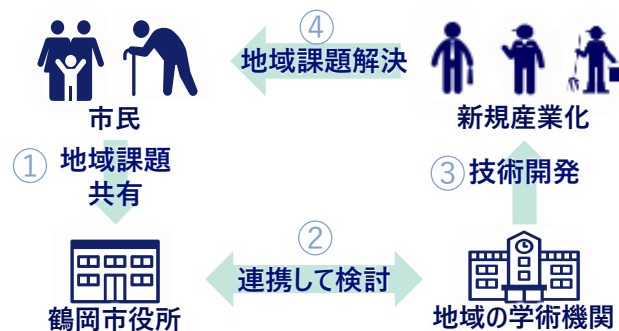 ④
地域課題解決
市民
新規産業化
①
地域課題
共有
③
技術開発
②
連携して検討
鶴岡市役所
地域の学術機関